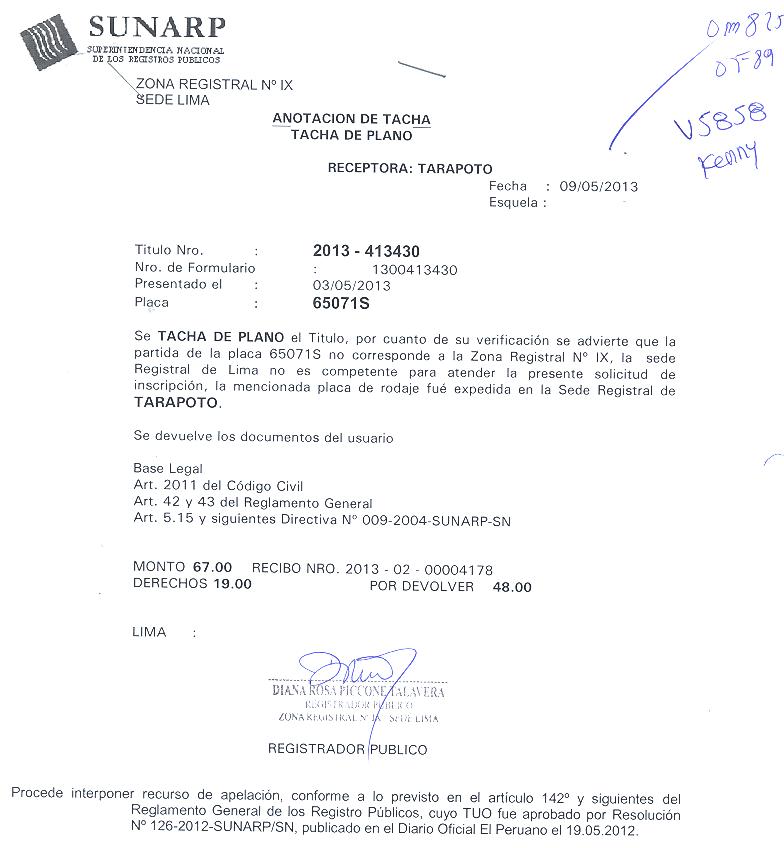 SUNARP
SUPERINTENDENCIA NACIONAL
DE LOS REGISTROS PUBLICOS
ZONA REGISTRAL Nº IX
SEDE LIMA
Om825
OT-89
V5858
Kenny
ANOTACION DE TACHA
TACHA DE PLANO
RECEPTORA: TARAPOTO
Fecha : 09/05/2013
Esquela :
Titulo Nro. : 2013 - 413430
Nro. de Formulario : 1300413430
Presentado el : 03/05/2013
Placa : 65071S
Se TACHA DE PLANO el Titulo, por cuanto de su verificación se advierte que la
partida de la placa 65071S no corresponde a la Zona Registral Nº IX, la sede
Registral de Lima no es competente para atender la presente solicitud de
inscripción, la mencionada placa de rodaje fué expedida en la Sede Registral de
TARAPOTO.
Se devuelve los documentos del usuario
Base Legal
Art. 2011 del Código Civil
Art. 42 y 43 del Reglamento General
Art. 5.15 y siguientes Directiva Nº 009-2004-SUNARP-SN
MONTO 67.00 RECIBO NRO. 2013 - 02 - 00004178
DERECHOS 19.00 POR DEVOLVER 48.00
LIMA :
DIANA ROSA PICCONE TALAVERA
REGISTRADOR PUBLICO
ZONA REGISTRAL Nº IX SEDE LIMA
REGISTRADOR PUBLICO
Procede interponer recurso de apelación, conforme a lo previsto en el artículo 142º y siguientes del
Reglamento General de los Registro Públicos, cuyo TUO fue aprobado por Resolución
Nº 126-2012-SUNARP/SN, publicado en el Diario Oficial El Peruano el 19.05.2012.